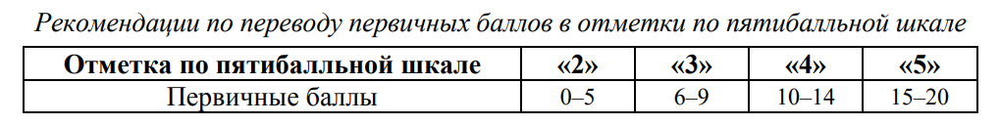 Рекомендации по переводу первичных баллов в отметки по пятибалльной шкале
Отметка по пятибалльной шкале «2» «3» «4» «5»
Первичные баллы 0–5 6–9 10–14 15–20